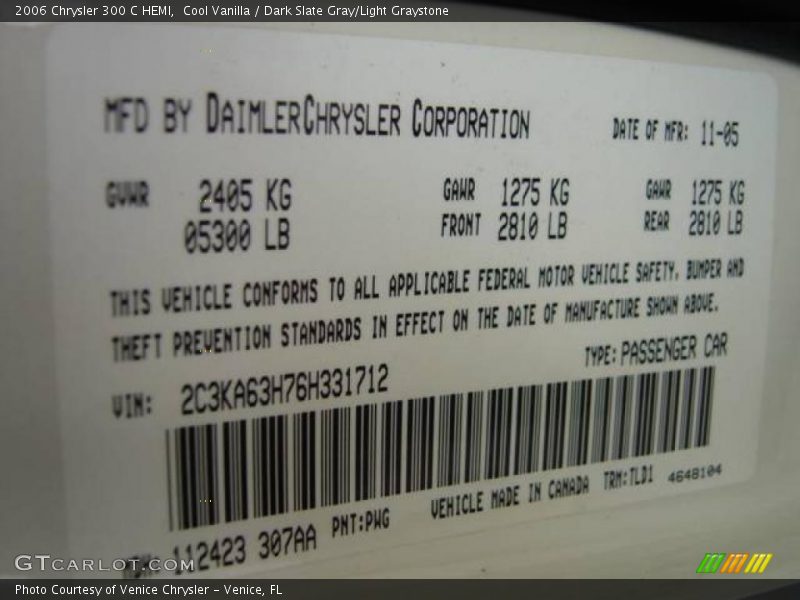 2006 Chrysler 300 C HEMI, Cool Vanilla / Dark Slate Gray/Light Graystone
MFD BY DAIMLERCHRYSLER CORPORATION DATE OF MFR: 11-05
GVWR 2405 KG GAWR 1275 KG GAWR 1275 KG
05300 LB FRONT 2810 LB REAR 2810 LB
THIS VEHICLE CONFORMS TO ALL APPLICABLE FEDERAL MOTOR VEHICLE SAFETY, BUMPER AND
THEFT PREVENTION STANDARDS IN EFFECT ON THE DATE OF MANUFACTURE SHOWN ABOVE.
TYPE: PASSENGER CAR
VIN: 2C3KA63H76H331712
VEHICLE MADE IN CANADA TRM:TLD1 4648104
MDH: 112423 307AA PNT:PWG
GTCARLOT.COM
Photo Courtesy of Venice Chrysler – Venice, FL